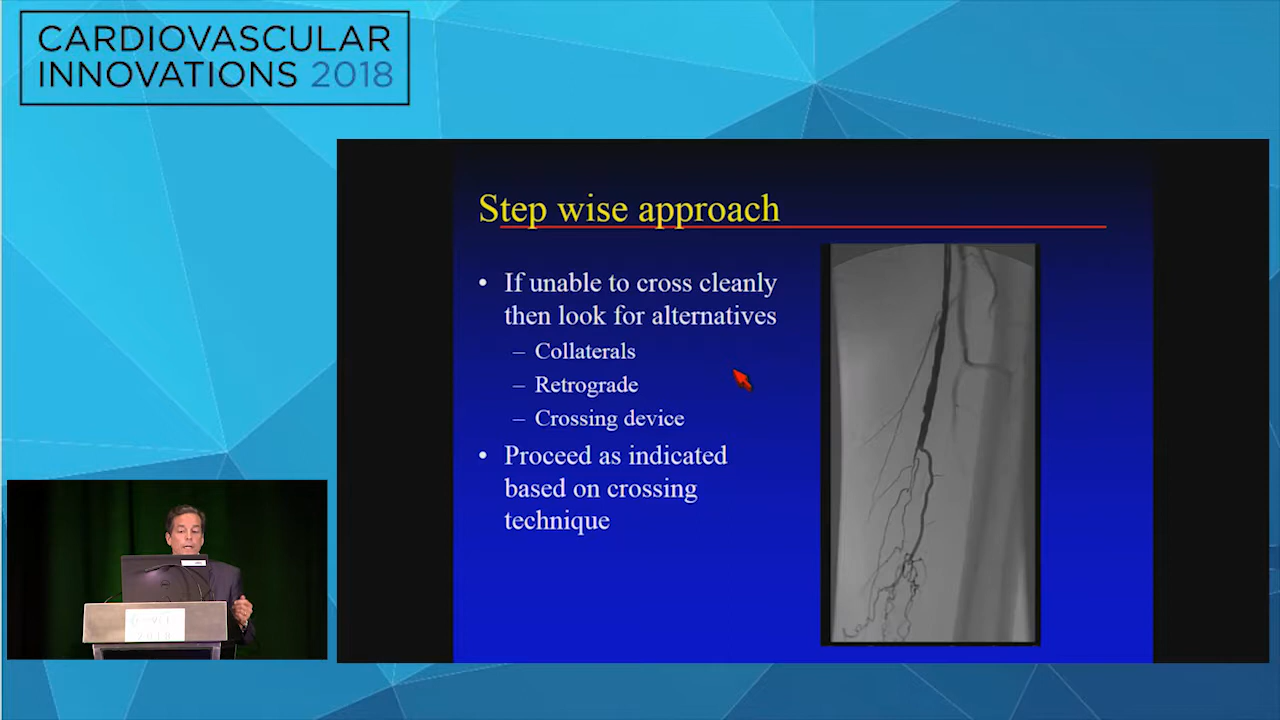 CARDIOVASCULAR
INNOVATIONS 2018
Step wise approach
• If unable to cross cleanly
then look for alternatives
– Collaterals
– Retrograde
– Crossing device
• Proceed as indicated
based on crossing
technique